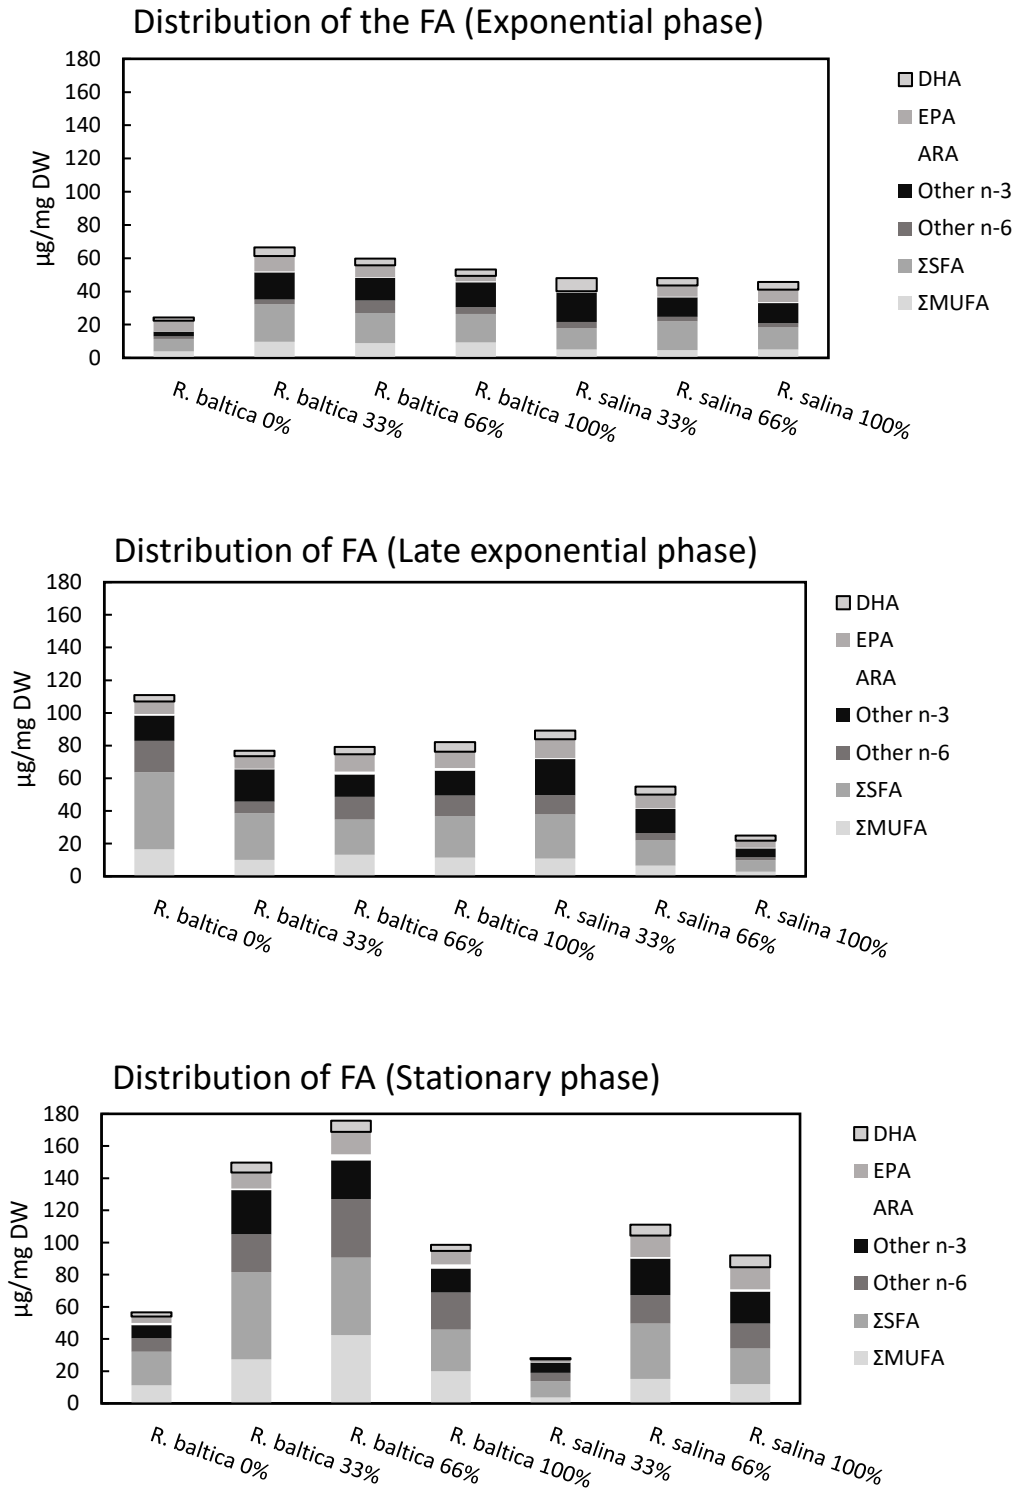 Distribution of the FA (Exponential phase)
180
160
140
120
100
80
60
40
20
0
µg/mg DW
R. baltica 0%
R. baltica 33%
R. baltica 66%
R. baltica 100%
R. salina 33%
R. salina 66%
R. salina 100%
DHA
EPA
ARA
Other n-3
Other n-6
ΣSFA
ΣMUFA
Distribution of FA (Late exponential phase)
180
160
140
120
100
80
60
40
20
0
µg/mg DW
R. baltica 0%
R. baltica 33%
R. baltica 66%
R. baltica 100%
R. salina 33%
R. salina 66%
R. salina 100%
DHA
EPA
ARA
Other n-3
Other n-6
ΣSFA
ΣMUFA
Distribution of FA (Stationary phase)
180
160
140
120
100
80
60
40
20
0
µg/mg DW
R. baltica 0%
R. baltica 33%
R. baltica 66%
R. baltica 100%
R. salina 33%
R. salina 66%
R. salina 100%
DHA
EPA
ARA
Other n-3
Other n-6
ΣSFA
ΣMUFA